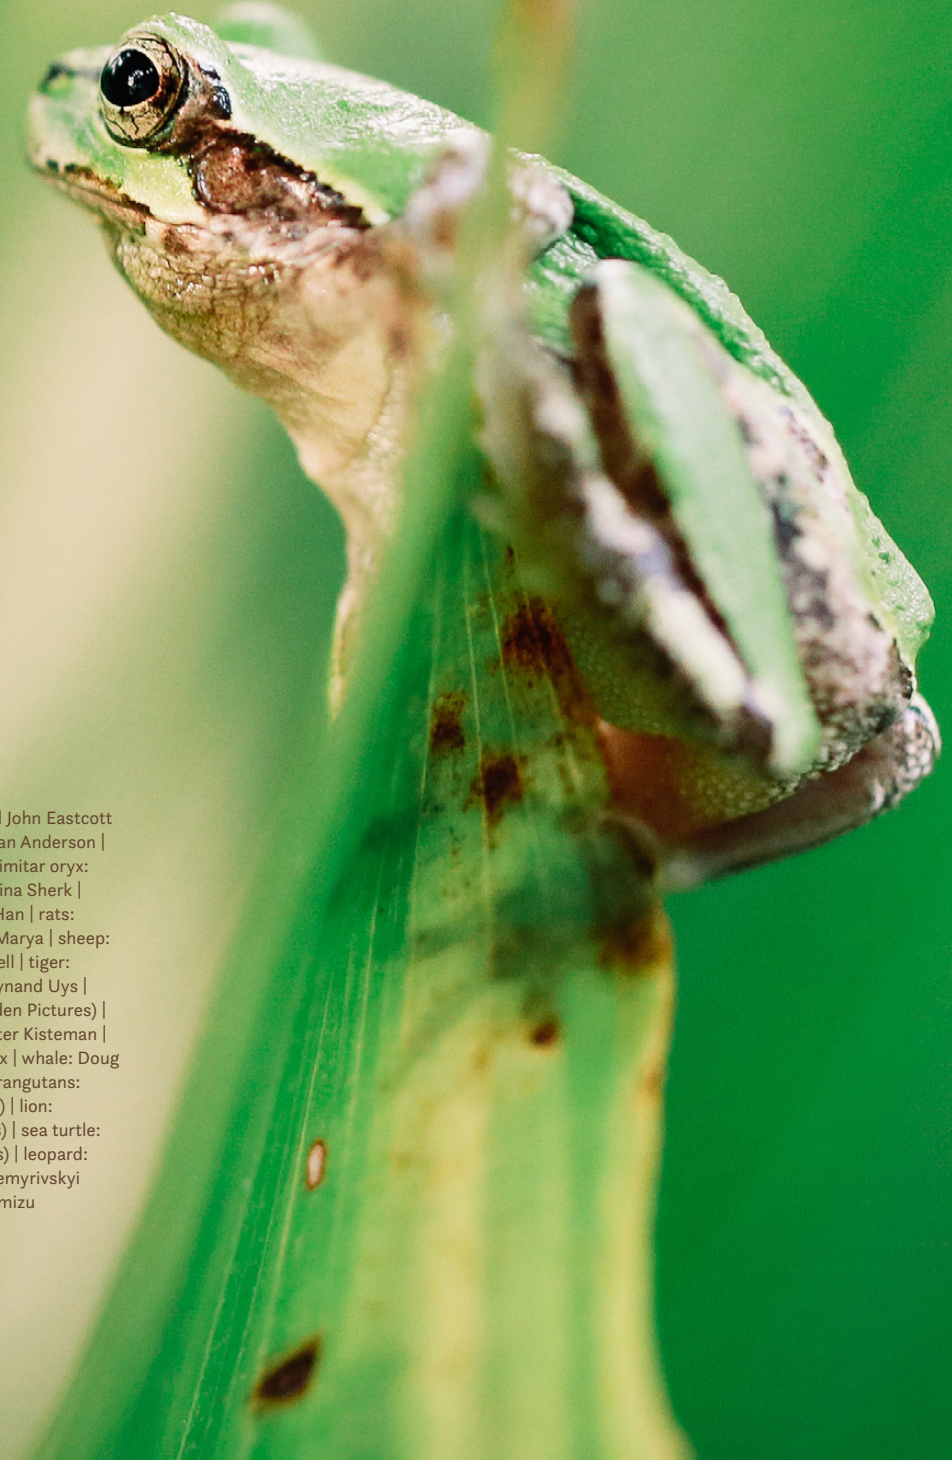 John Eastcott
an Anderson |
imitar oryx:
ina Sherk |
Han | rats:
Marya | sheep:
ell | tiger:
ynand Uys |
den Pictures) |
ter Kisteman |
x | whale: Doug
rangutans:
) | lion:
s) | sea turtle:
s) | leopard:
emyrivskyi
mizu